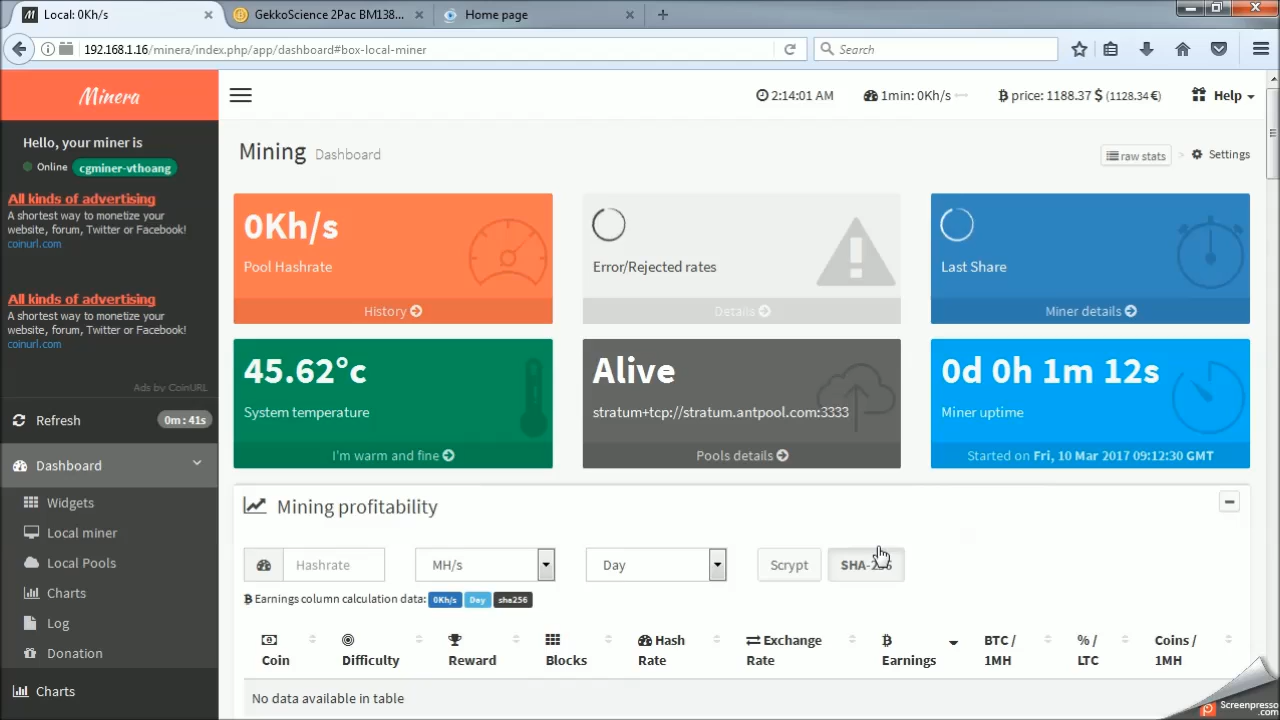 Local: 0Kh/s
GekkoScience 2Pac BM138...
Home page
192.168.1.16/minera/index.php/app/dashboard#box-local-miner
Search
Minera
2:14:01 AM
1min: 0Kh/s
price: 1188.37 $ (1128.34 €)
Help
Hello, your miner is
Online cgminer-vthoang
Mining Dashboard
raw stats > Settings
All kinds of advertising
A shortest way to monetize your
website, forum, Twitter or Facebook!
coinurl.com
All kinds of advertising
A shortest way to monetize your
website, forum, Twitter or Facebook!
coinurl.com
Ads by CoinURL
Refresh 0m : 41s
Dashboard
Widgets
Local miner
Local Pools
Charts
Log
Donation
Charts
0Kh/s
Pool Hashrate
History
Error/Rejected rates
Details
Last Share
Miner details
45.62°c
System temperature
I'm warm and fine
Alive
stratum+tcp://stratum.antpool.com:3333
Pools details
0d 0h 1m 12s
Miner uptime
Started on Fri, 10 Mar 2017 09:12:30 GMT
Mining profitability
Hashrate MH/s Day Scrypt SHA-256
Earnings column calculation data: 0Kh/s Day sha256
Coin
Difficulty
Reward
Blocks
Hash
Rate
Exchange
Rate
Earnings
BTC /
1MH
% /
LTC
Coins /
1MH
No data available in table
Screenpresso
.com